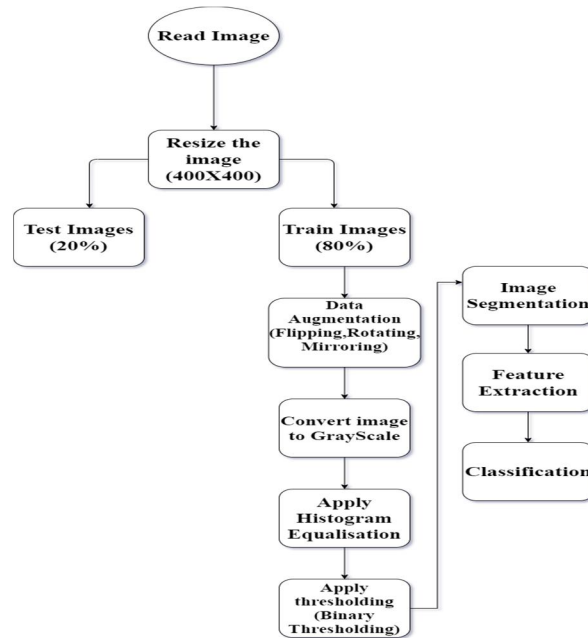 Read Image
Resize the
image
(400X400)
Test Images
(20%)
Train Images
(80%)
Data
Augmentation
(Flipping,Rotating,
Mirroring)
Convert image
to GrayScale
Apply
Histogram
Equalisation
Apply
thresholding
(Binary
Thresholding)
Image
Segmentation
Feature
Extraction
Classification